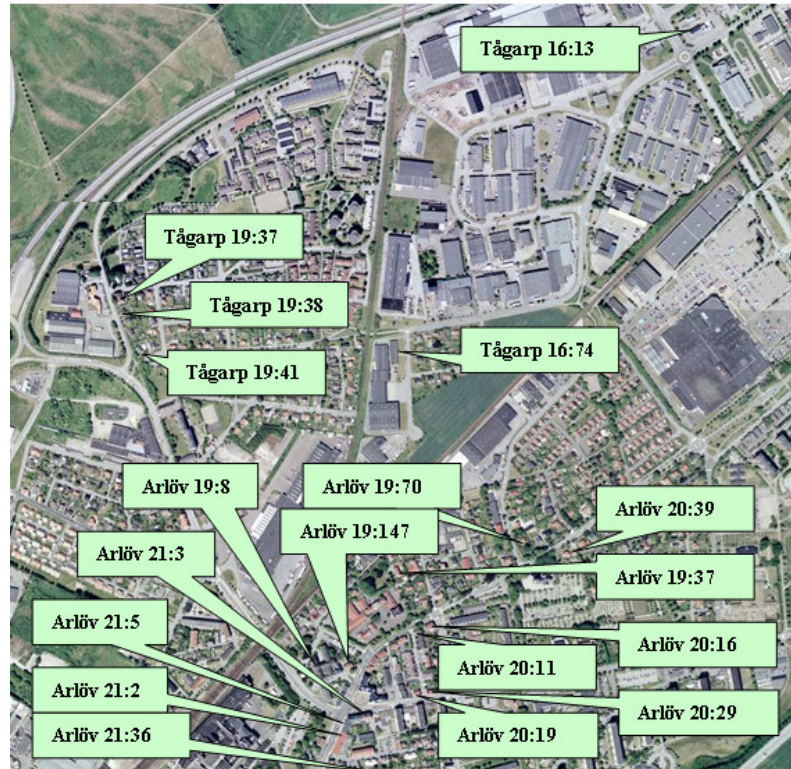 Tågarp 16:13
Tågarp 19:37
Tågarp 19:38
Tågarp 16:74
Tågarp 19:41
Arlöv 19:8
Arlöv 19:70
Arlöv 20:39
Arlöv 19:147
Arlöv 21:3
Arlöv 19:37
Arlöv 21:5
Arlöv 20:16
Arlöv 20:11
Arlöv 21:2
Arlöv 20:29
Arlöv 21:36
Arlöv 20:19